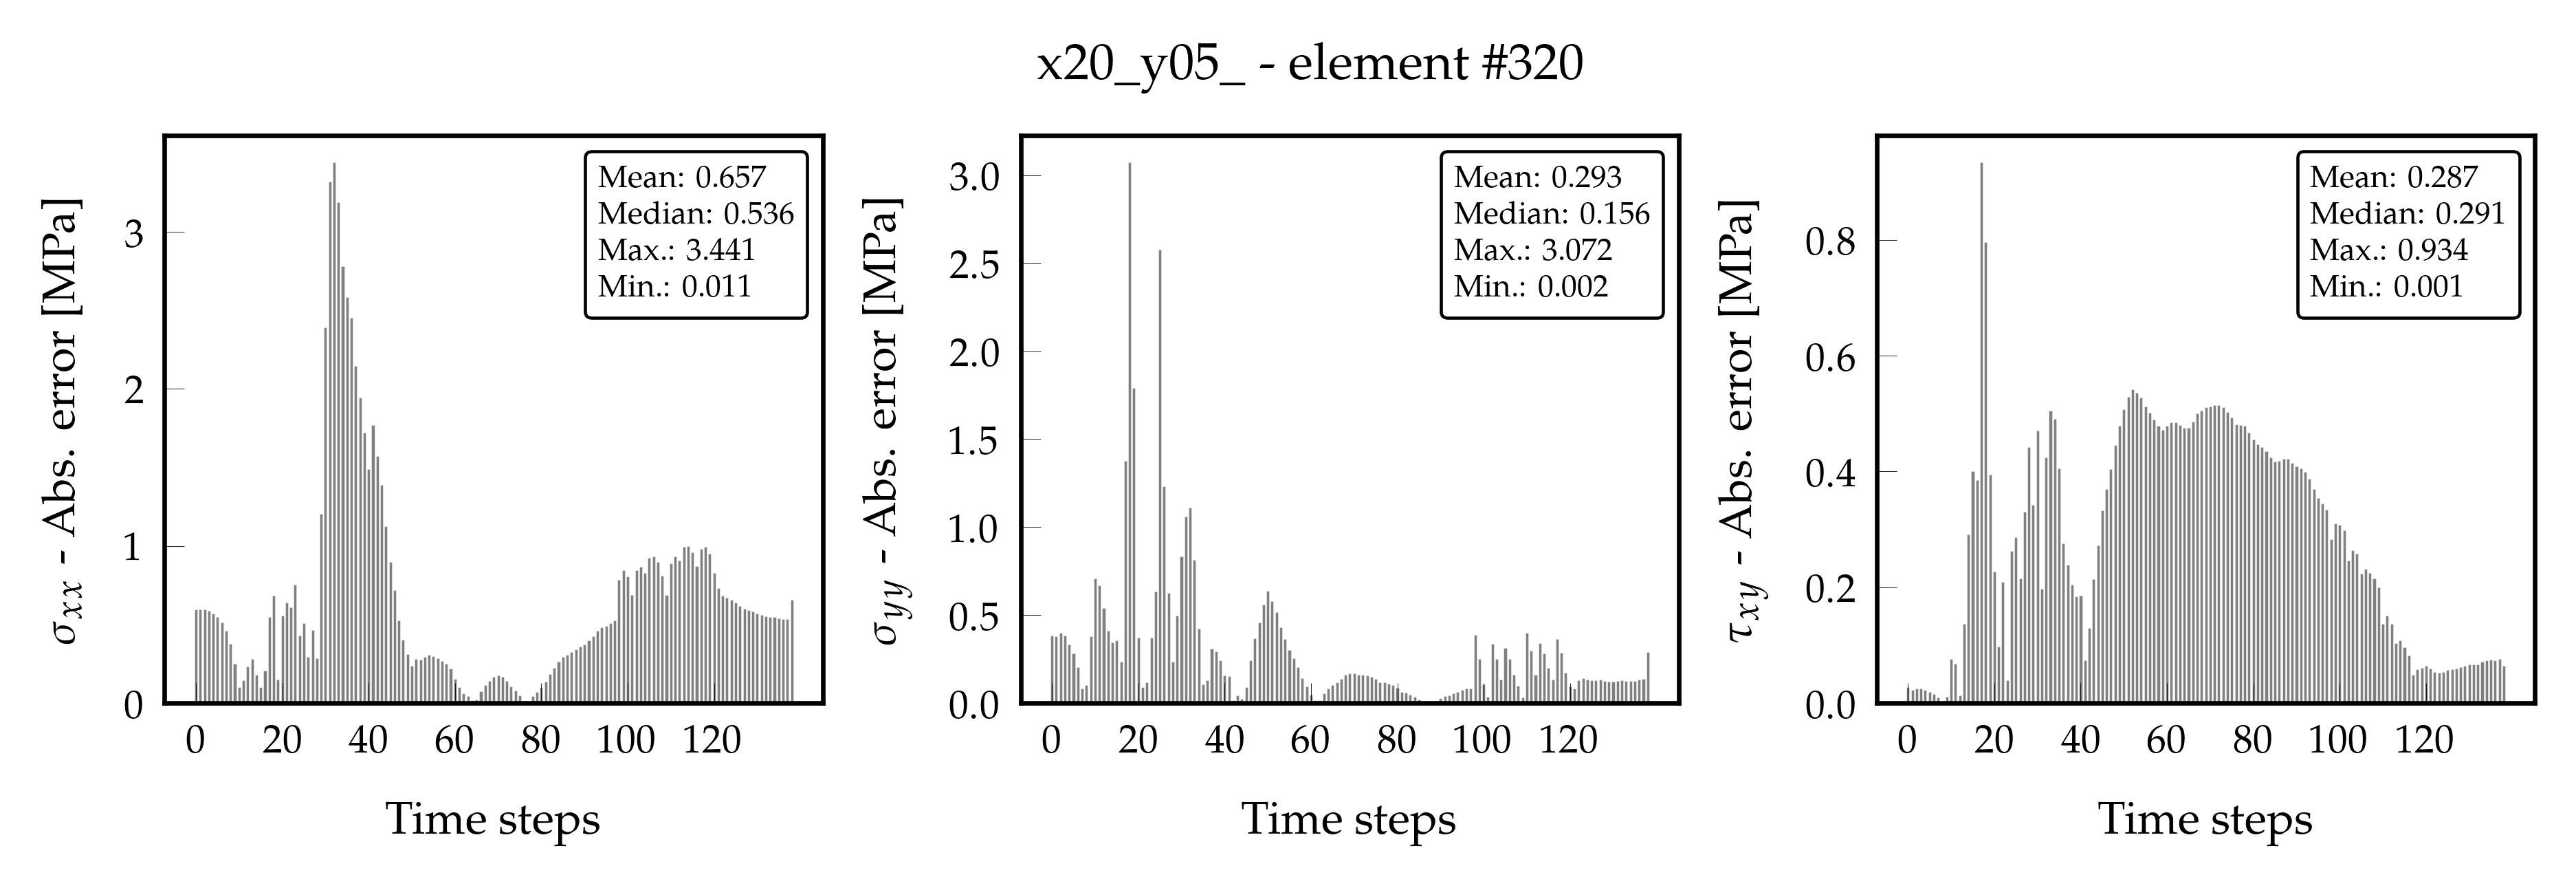 x20_y05_ - element #320
σxx - Abs. error [MPa]
3
2
1
0
Mean: 0.657
Median: 0.536
Max.: 3.441
Min.: 0.011
0 20 40 60 80 100 120
Time steps
σyy - Abs. error [MPa]
3.0
2.5
2.0
1.5
1.0
0.5
0.0
Mean: 0.293
Median: 0.156
Max.: 3.072
Min.: 0.002
0 20 40 60 80 100 120
Time steps
τxy - Abs. error [MPa]
0.8
0.6
0.4
0.2
0.0
Mean: 0.287
Median: 0.291
Max.: 0.934
Min.: 0.001
0 20 40 60 80 100 120
Time steps